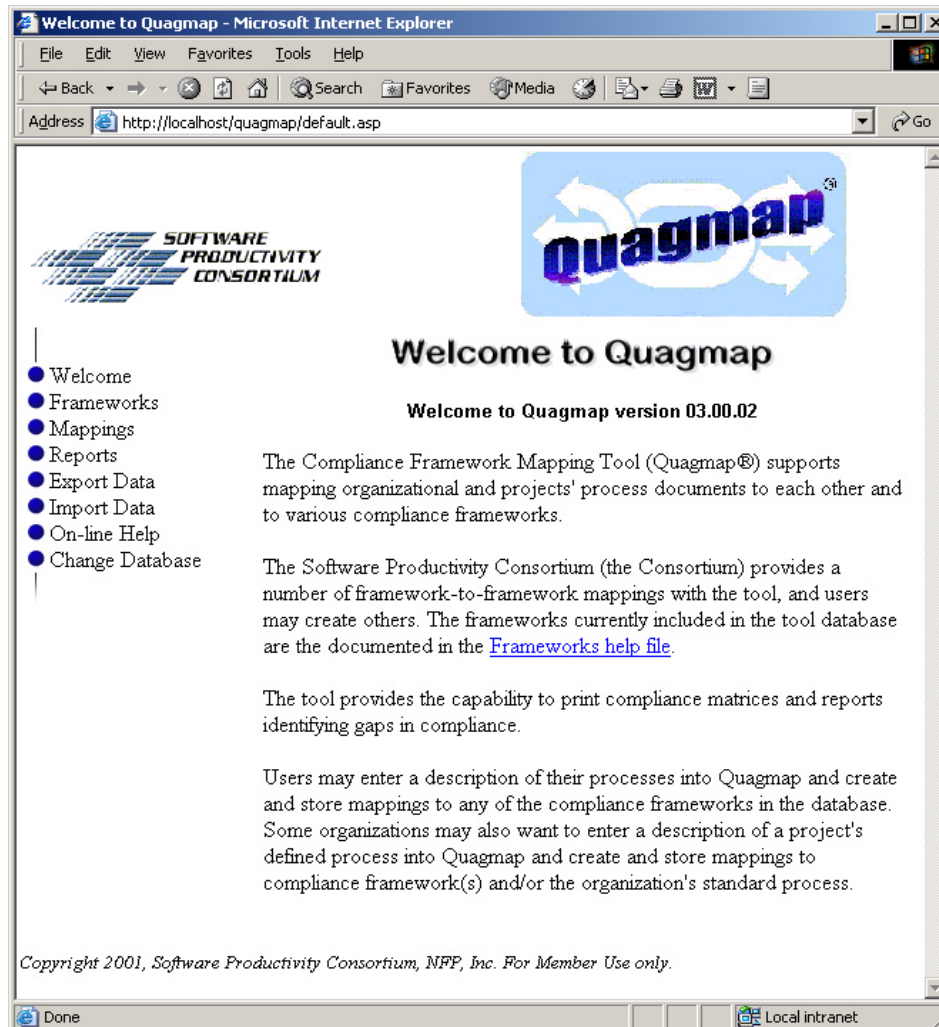 Welcome to Quagmap - Microsoft Internet Explorer
File Edit View Favorites Tools Help
Back Search Favorites Media
Address http://localhost/quagmap/default.asp Go
SOFTWARE
PRODUCTIVITY
CONSORTIUM
Quagmap®
Welcome to Quagmap
Welcome
Frameworks
Mappings
Reports
Export Data
Import Data
On-line Help
Change Database
Welcome to Quagmap version 03.00.02
The Compliance Framework Mapping Tool (Quagmap®) supports
mapping organizational and projects' process documents to each other and
to various compliance frameworks.
The Software Productivity Consortium (the Consortium) provides a
number of framework-to-framework mappings with the tool, and users
may create others. The frameworks currently included in the tool database
are the documented in the Frameworks help file.
The tool provides the capability to print compliance matrices and reports
identifying gaps in compliance.
Users may enter a description of their processes into Quagmap and create
and store mappings to any of the compliance frameworks in the database.
Some organizations may also want to enter a description of a project's
defined process into Quagmap and create and store mappings to
compliance framework(s) and/or the organization's standard process.
Copyright 2001, Software Productivity Consortium, NFP, Inc. For Member Use only.
Done Local intranet